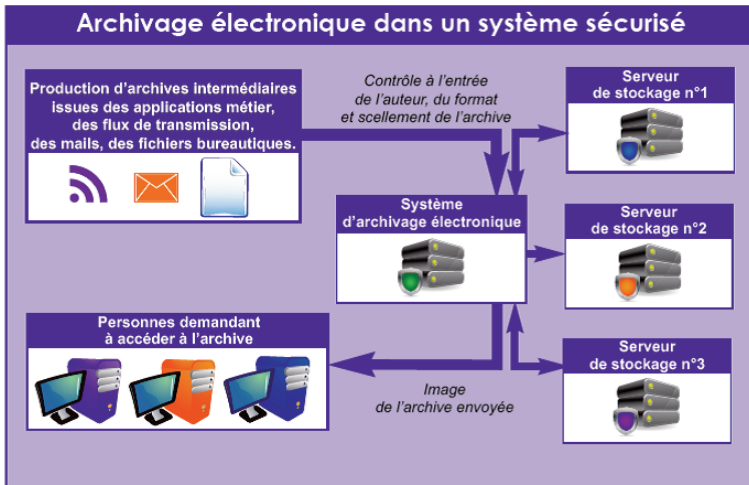 Archivage électronique dans un système sécurisé
Production d'archives intermédiaires
issues des applications métier,
des flux de transmission,
des mails, des fichiers bureautiques.
Contrôle à l'entrée
de l'auteur, du format
et scellement de l'archive
Serveur
de stockage n°1
Système
d'archivage électronique
Serveur
de stockage n°2
Personnes demandant
à accéder à l'archive
Image
de l'archive envoyée
Serveur
de stockage n°3